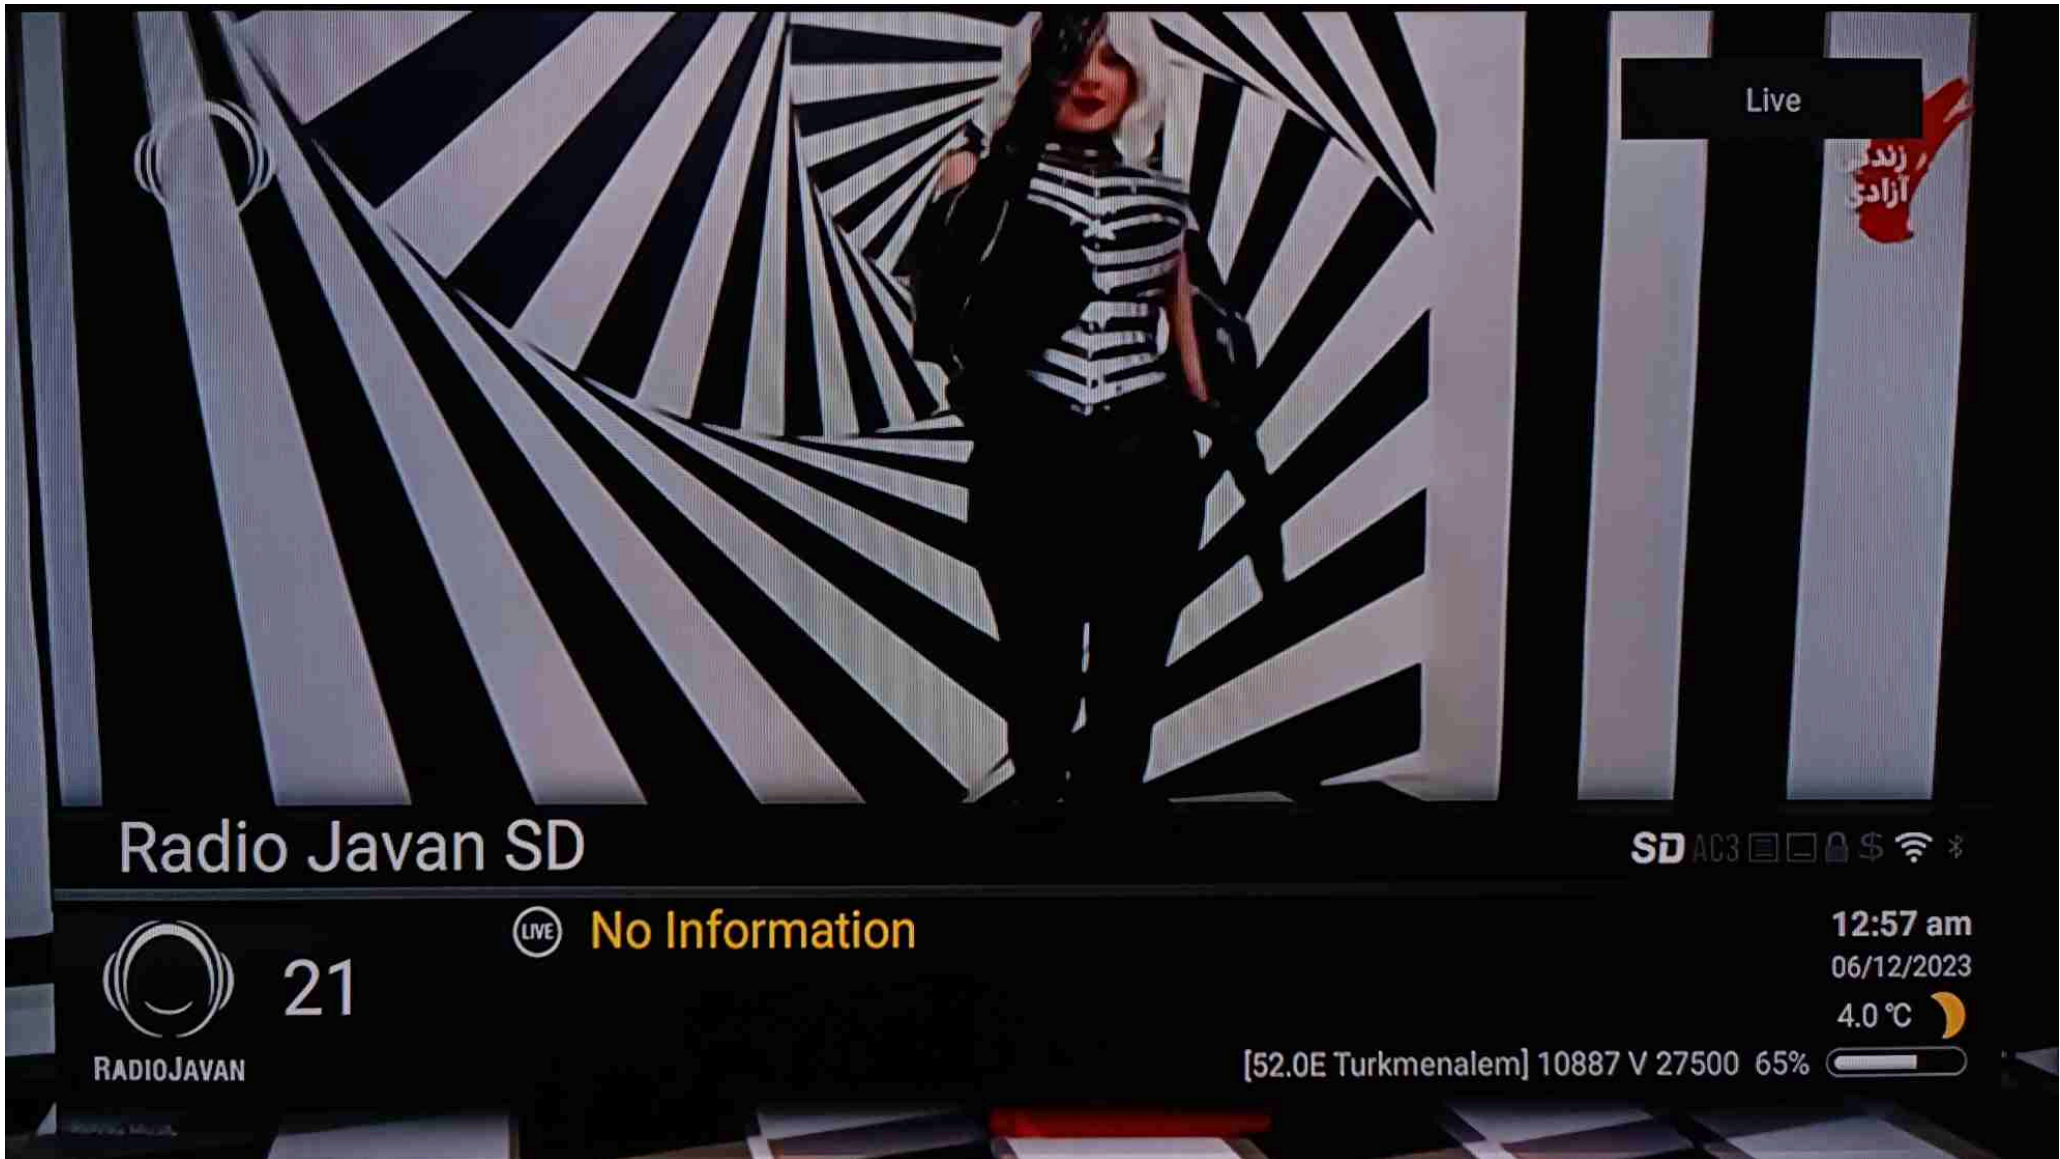 Live
زندگی
آزادی
Radio Javan SD
SD AC3 $
LIVE No Information
21
RADIOJAVAN
12:57 am
06/12/2023
4.0 °C
[52.0E Turkmenalem] 10887 V 27500 65%